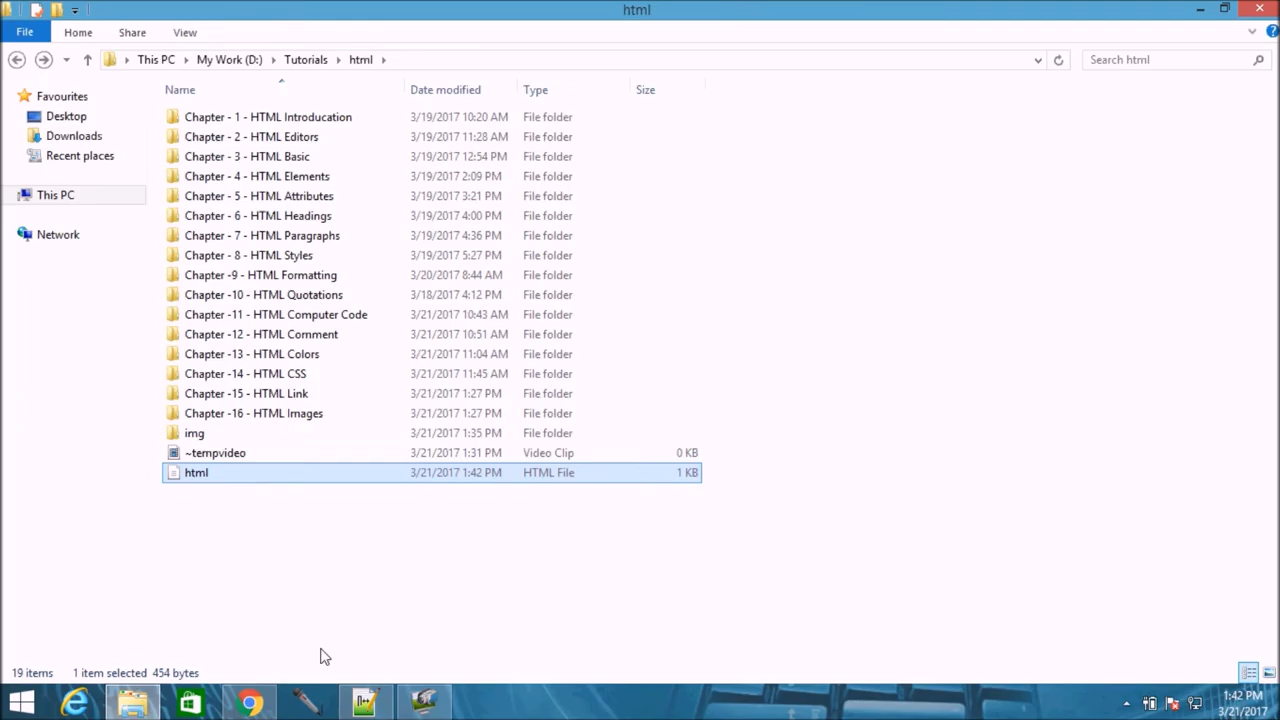 html
File Home Share View
This PC My Work (D:) Tutorials html Search html
Name Date modified Type Size
Favourites
Desktop
Downloads
Recent places
This PC
Network
Chapter - 1 - HTML Introducation 3/19/2017 10:20 AM File folder
Chapter - 2 - HTML Editors 3/19/2017 11:28 AM File folder
Chapter - 3 - HTML Basic 3/19/2017 12:54 PM File folder
Chapter - 4 - HTML Elements 3/19/2017 2:09 PM File folder
Chapter - 5 - HTML Attributes 3/19/2017 3:21 PM File folder
Chapter - 6 - HTML Headings 3/19/2017 4:00 PM File folder
Chapter - 7 - HTML Paragraphs 3/19/2017 4:36 PM File folder
Chapter - 8 - HTML Styles 3/19/2017 5:27 PM File folder
Chapter -9 - HTML Formatting 3/20/2017 8:44 AM File folder
Chapter -10 - HTML Quotations 3/18/2017 4:12 PM File folder
Chapter -11 - HTML Computer Code 3/21/2017 10:43 AM File folder
Chapter -12 - HTML Comment 3/21/2017 10:51 AM File folder
Chapter -13 - HTML Colors 3/21/2017 11:04 AM File folder
Chapter -14 - HTML CSS 3/21/2017 11:45 AM File folder
Chapter -15 - HTML Link 3/21/2017 1:27 PM File folder
Chapter -16 - HTML Images 3/21/2017 1:27 PM File folder
img 3/21/2017 1:35 PM File folder
~tempvideo 3/21/2017 1:31 PM Video Clip 0 KB
html 3/21/2017 1:42 PM HTML File 1 KB
19 items 1 item selected 454 bytes
1:42 PM
3/21/2017